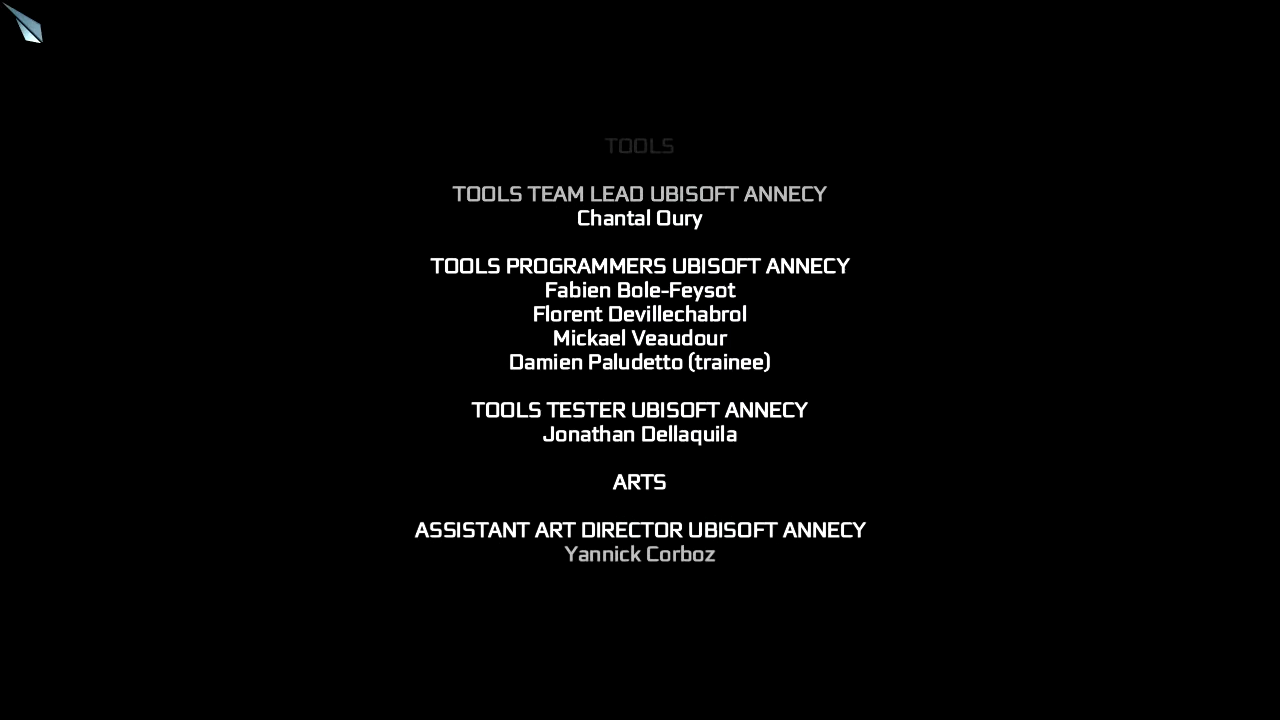 TOOLS
TOOLS TEAM LEAD UBISOFT ANNECY
Chantal Oury
TOOLS PROGRAMMERS UBISOFT ANNECY
Fabien Bole-Feysot
Florent Devillechabrol
Mickael Veaudour
Damien Paludetto (trainee)
TOOLS TESTER UBISOFT ANNECY
Jonathan Dellaquila
ARTS
ASSISTANT ART DIRECTOR UBISOFT ANNECY
Yannick Corboz